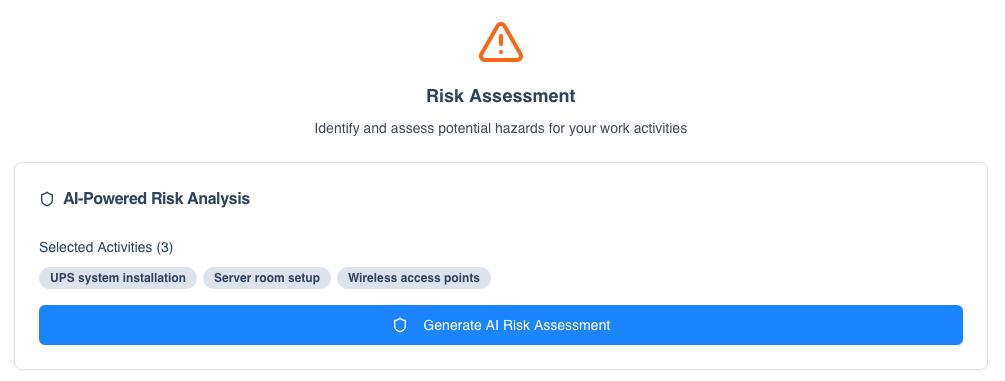 Risk Assessment
Identify and assess potential hazards for your work activities
AI-Powered Risk Analysis
Selected Activities (3)
UPS system installation Server room setup Wireless access points
Generate AI Risk Assessment